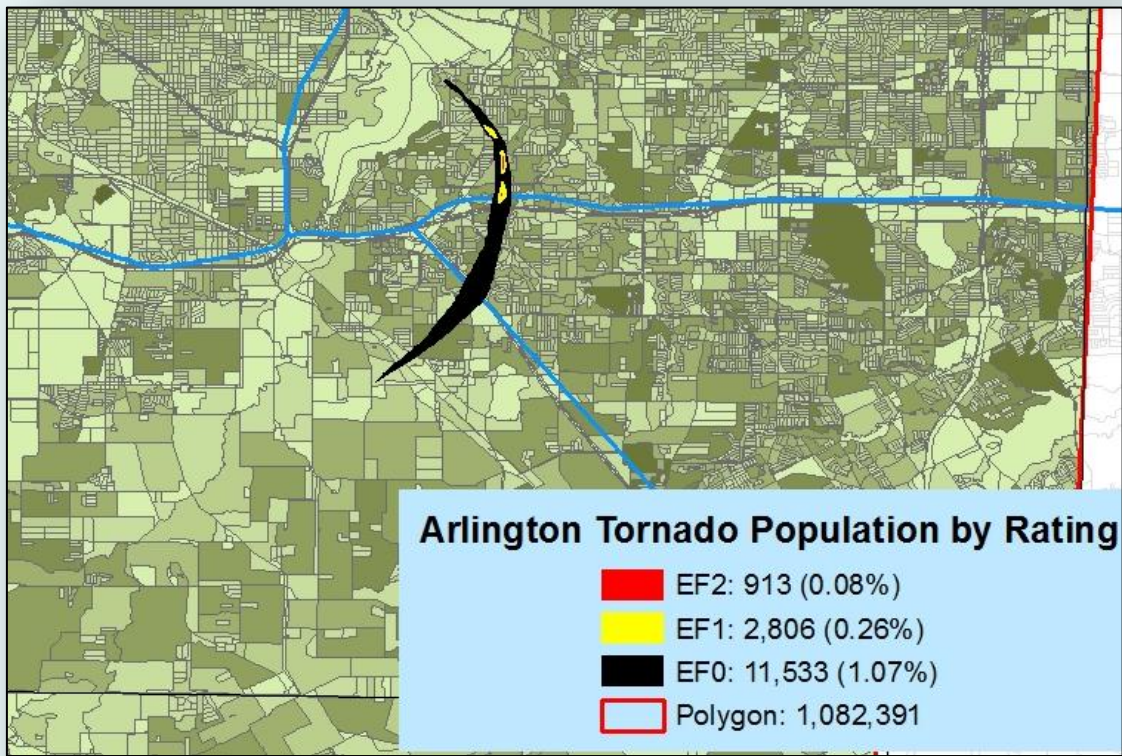 Arlington Tornado Population by Rating
EF2: 913 (0.08%)
EF1: 2,806 (0.26%)
EF0: 11,533 (1.07%)
Polygon: 1,082,391